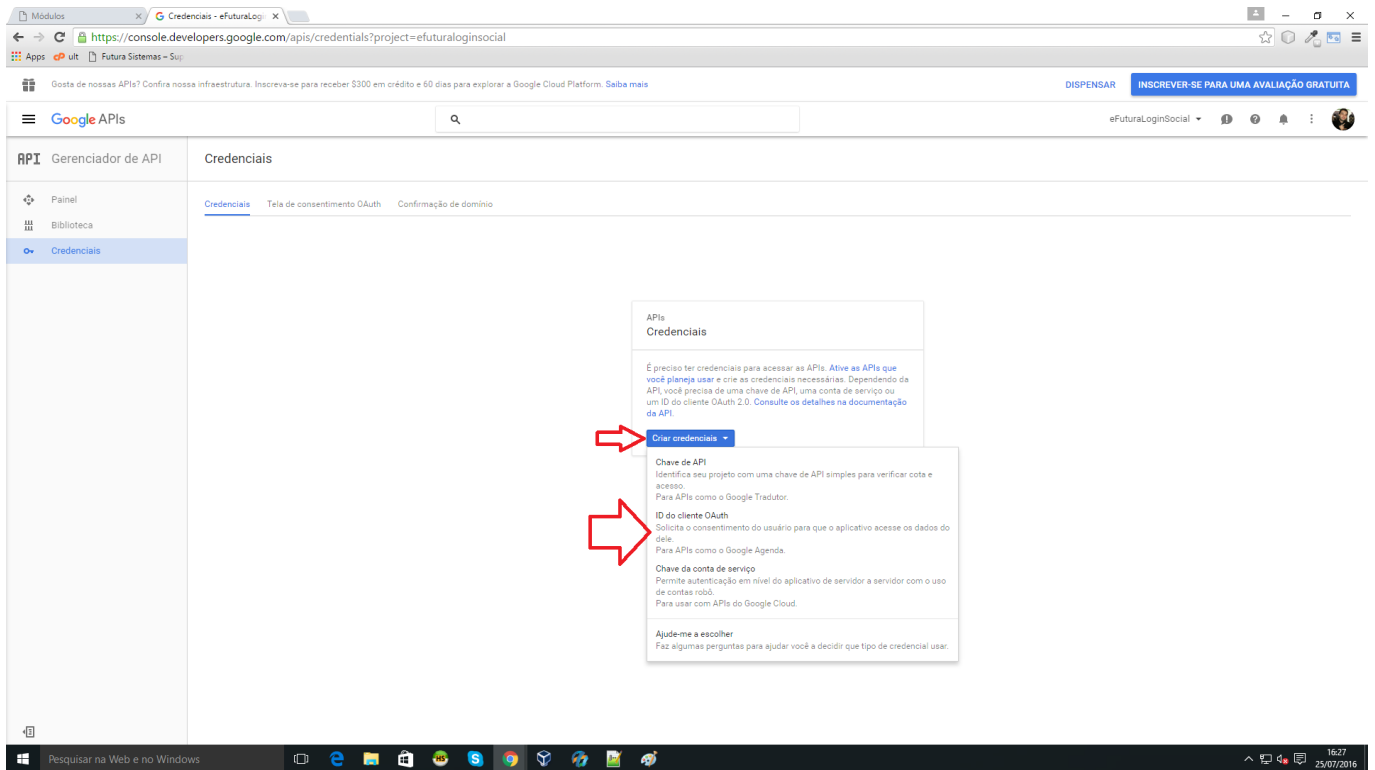 Módulos
Credenciais - eFuturaLogi
https://console.developers.google.com/apis/credentials?project=efuturaloginsocial
Apps
ult
Futura Sistemas – Sup
Gosta de nossas APIs? Confira nossa infraestrutura. Inscreva-se para receber $300 em crédito e 60 dias para explorar a Google Cloud Platform. Saiba mais
DISPENSAR
INSCREVER-SE PARA UMA AVALIAÇÃO GRATUITA
Google APIs
eFuturaLoginSocial
API Gerenciador de API
Credenciais
Painel
Biblioteca
Credenciais
Credenciais
Tela de consentimento OAuth
Confirmação de domínio
APIs
Credenciais
É preciso ter credenciais para acessar as APIs. Ative as APIs que
você planeja usar e crie as credenciais necessárias. Dependendo da
API, você precisa de uma chave de API, uma conta de serviço ou
um ID do cliente OAuth 2.0. Consulte os detalhes na documentação
da API.
Criar credenciais
Chave de API
Identifica seu projeto com uma chave de API simples para verificar cota e
acesso.
Para APIs como o Google Tradutor.
ID do cliente OAuth
Solicita o consentimento do usuário para que o aplicativo acesse os dados do
dele.
Para APIs como o Google Agenda.
Chave da conta de serviço
Permite autenticação em nível do aplicativo de servidor a servidor com o uso
de contas robô.
Para usar com APIs do Google Cloud.
Ajude-me a escolher
Faz algumas perguntas para ajudar você a decidir que tipo de credencial usar.
Pesquisar na Web e no Windows
16:27
25/07/2016